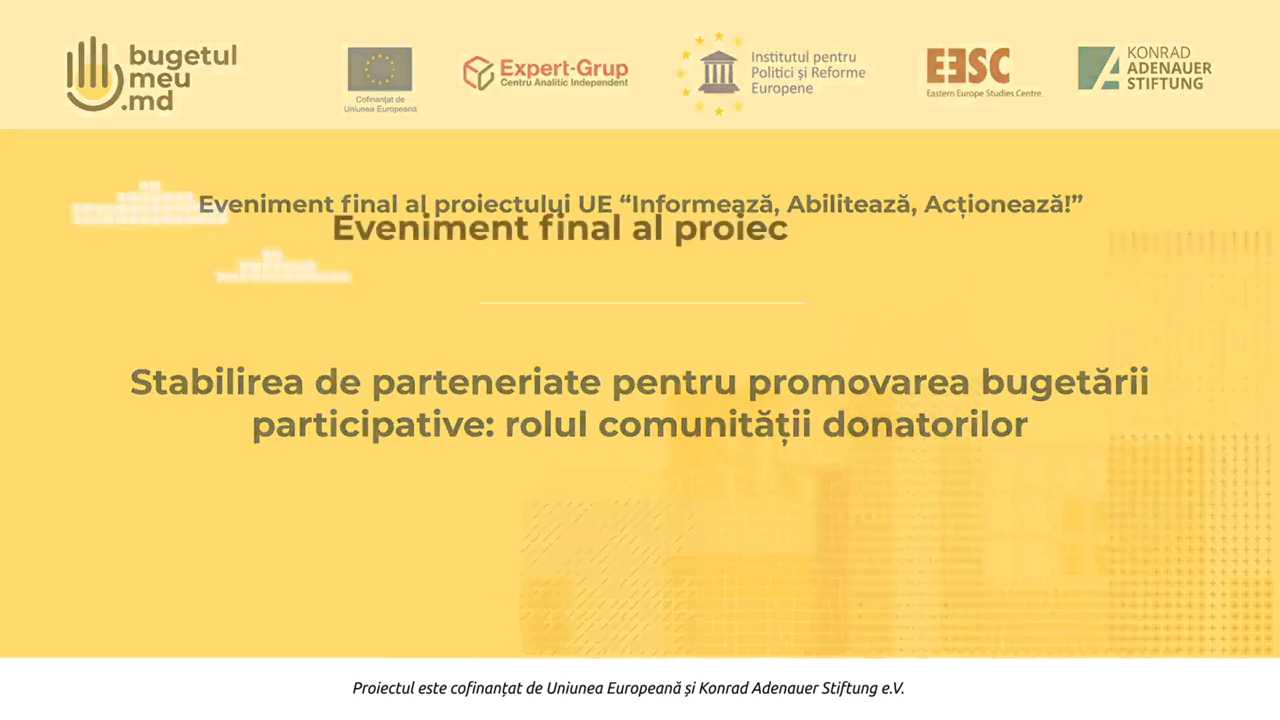 bugetul
meu
.md
Cofinanțat de
Uniunea Europeană
Expert-Grup
Centru Analitic Independent
Institutul pentru
Politici și Reforme
Europene
EESC
Eastern Europe Studies Centre
KONRAD
ADENAUER
STIFTUNG
Eveniment final al proiectului UE “Informează, Abilitează, Acționează!”
Eveniment final al proiec
Stabilirea de parteneriate pentru promovarea bugetării
participative: rolul comunității donatorilor
Proiectul este cofinanțat de Uniunea Europeană și Konrad Adenauer Stiftung e.V.